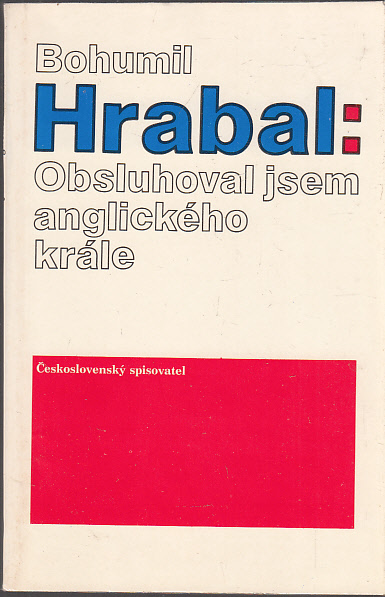 Bohumil
Hrabal:
Obsluhoval jsem
anglického
krále
Československý spisovatel